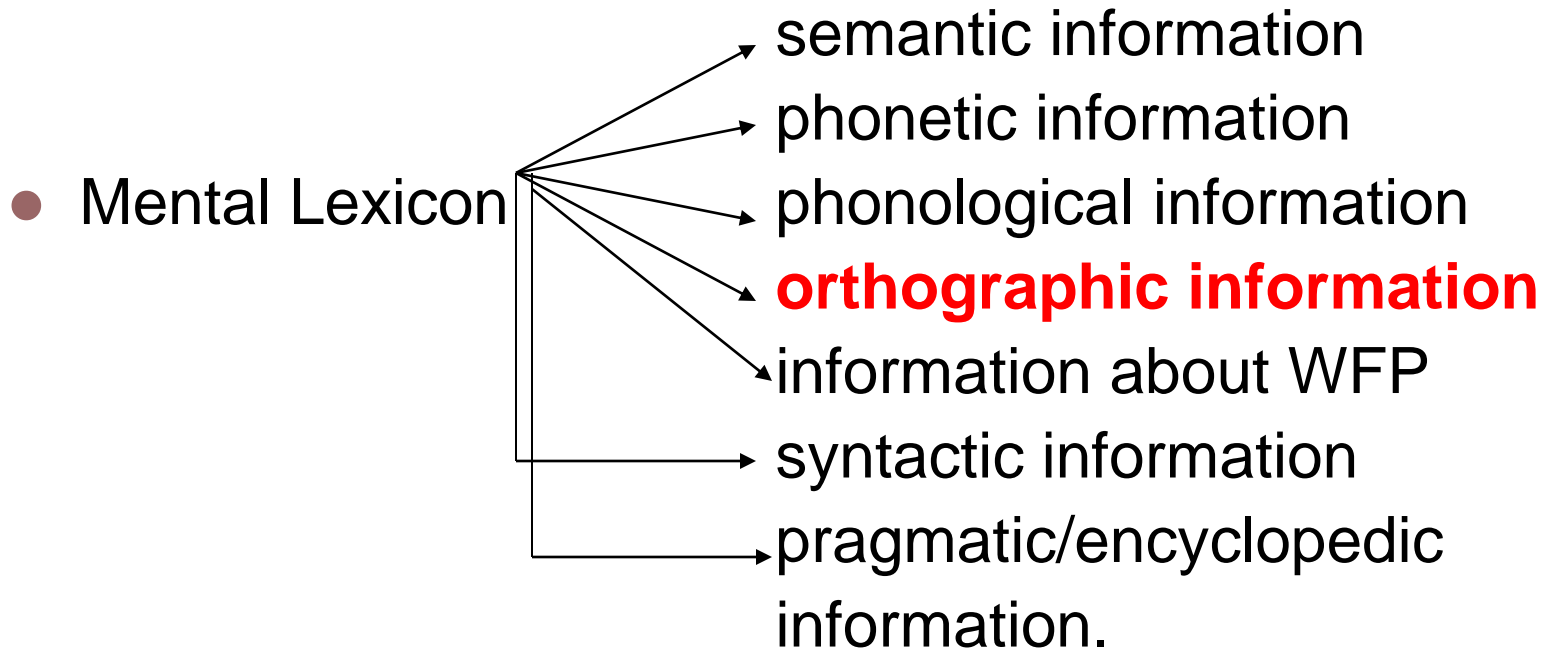 semantic information
phonetic information
● Mental Lexicon phonological information
orthographic information
information about WFP
syntactic information
pragmatic/encyclopedic
information.